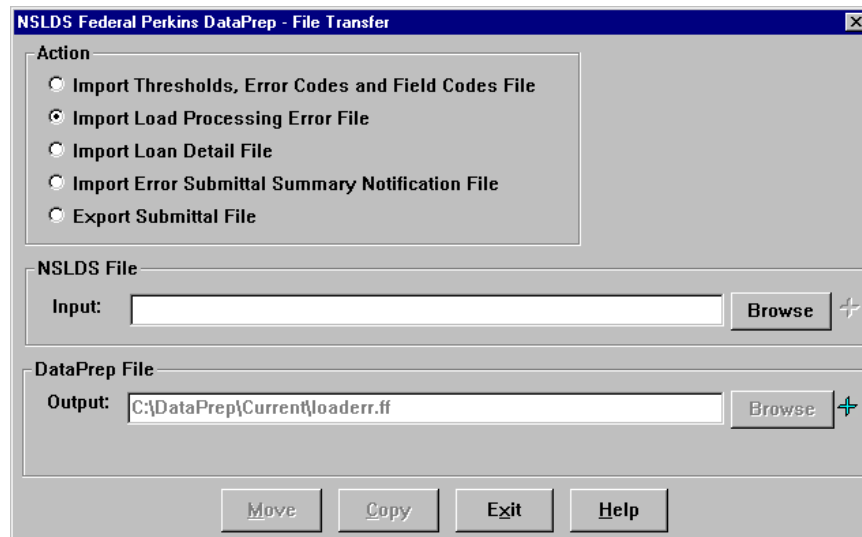 NSLDS Federal Perkins DataPrep - File Transfer
Action
Import Thresholds, Error Codes and Field Codes File
Import Load Processing Error File
Import Loan Detail File
Import Error Submittal Summary Notification File
Export Submittal File
NSLDS File
Input: Browse
DataPrep File
Output: C:\DataPrep\Current\loaderr.ff Browse
Move Copy Exit Help